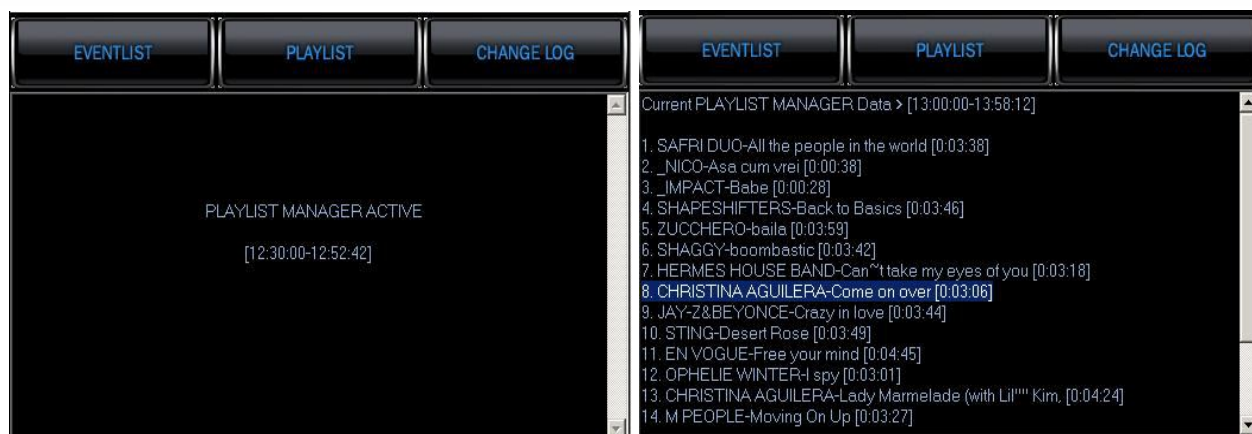 EVENTLIST PLAYLIST CHANGE LOG
PLAYLIST MANAGER ACTIVE
[12:30:00-12:52:42]
EVENTLIST PLAYLIST CHANGE LOG
Current PLAYLIST MANAGER Data > [13:00:00-13:58:12]
1. SAFRI DUO-All the people in the world [0:03:38]
2. _NICO-Asa cum vrei [0:00:38]
3. _IMPACT-Babe [0:00:28]
4. SHAPESHIFTERS-Back to Basics [0:03:46]
5. ZUCCHERO-baila [0:03:59]
6. SHAGGY-boombastic [0:03:42]
7. HERMES HOUSE BAND-Can~t take my eyes of you [0:03:18]
8. CHRISTINA AGUILERA-Come on over [0:03:06]
9. JAY-Z&BEYONCE-Crazy in love [0:03:44]
10. STING-Desert Rose [0:03:49]
11. EN VOGUE-Free your mind [0:04:45]
12. OPHELIE WINTER-I spy [0:03:01]
13. CHRISTINA AGUILERA-Lady Marmelade (with Lil"" Kim, [0:04:24]
14. M PEOPLE-Moving On Up [0:03:27]